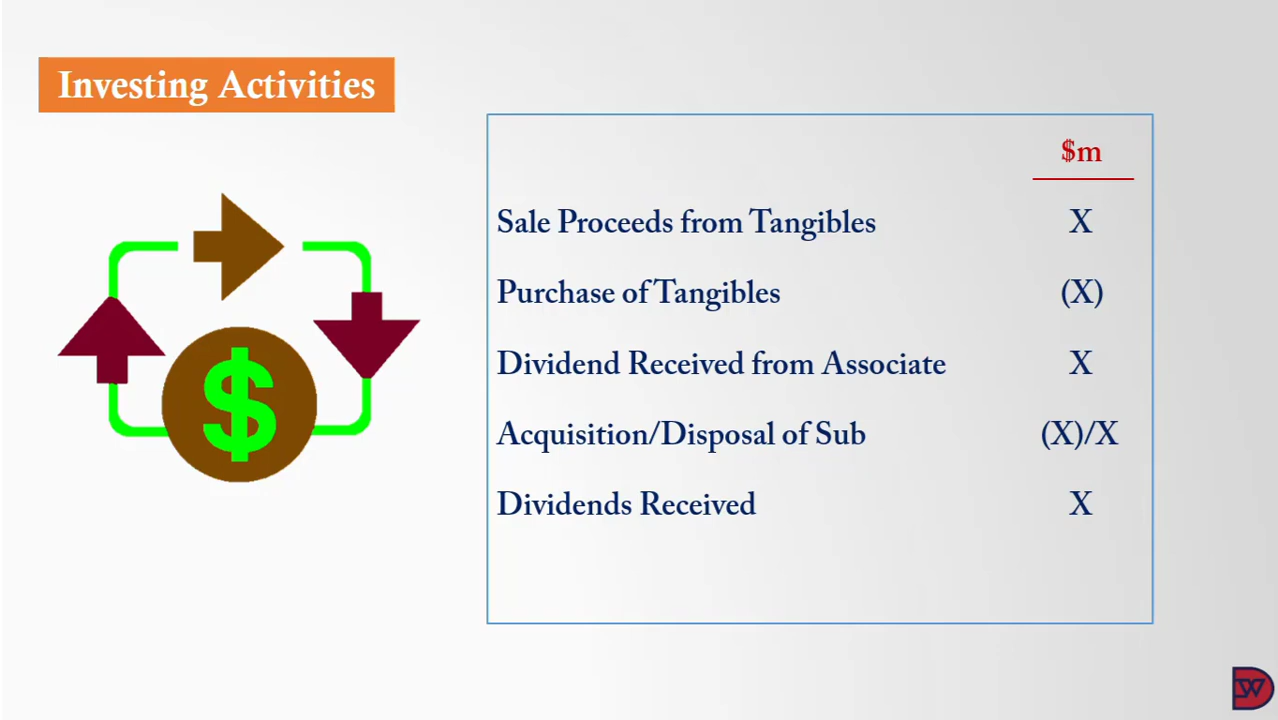 Investing Activities
$m
Sale Proceeds from Tangibles X
Purchase of Tangibles (X)
Dividend Received from Associate X
Acquisition/Disposal of Sub (X)/X
Dividends Received X
$
DW